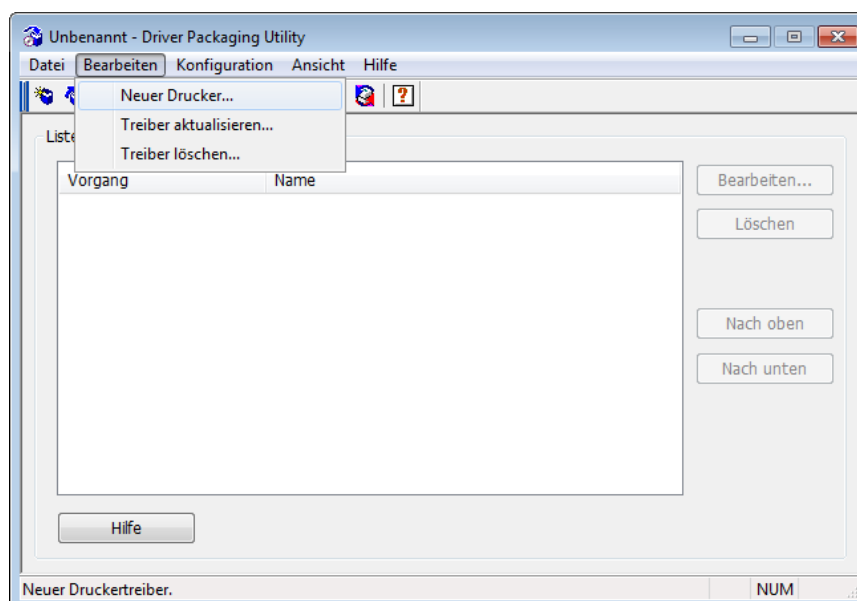 Unbenannt - Driver Packaging Utility
Datei Bearbeiten Konfiguration Ansicht Hilfe
Neuer Drucker...
Treiber aktualisieren...
Treiber löschen...
Liste
Vorgang Name
Bearbeiten...
Löschen
Nach oben
Nach unten
Hilfe
Neuer Druckertreiber. NUM